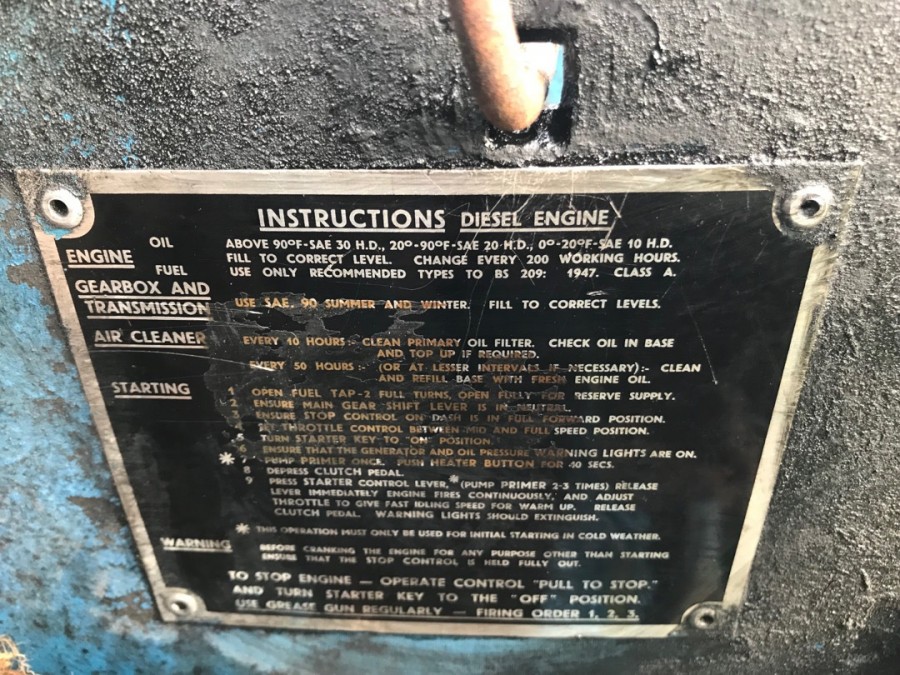 INSTRUCTIONS DIESEL ENGINE
ENGINE OIL ABOVE 90°F-SAE 30 H.D., 20°-90°F-SAE 20 H.D., 0°-20°F-SAE 10 H.D.
FILL TO CORRECT LEVEL. CHANGE EVERY 200 WORKING HOURS.
FUEL USE ONLY RECOMMENDED TYPES TO BS 209: 1947. CLASS A.
GEARBOX AND
TRANSMISSION USE SAE. 90 SUMMER AND WINTER. FILL TO CORRECT LEVELS.
AIR CLEANER EVERY 10 HOURS:- CLEAN PRIMARY OIL FILTER. CHECK OIL IN BASE
AND TOP UP IF REQUIRED.
EVERY 50 HOURS:- (OR AT LESSER INTERVALS IF NECESSARY):- CLEAN
AND REFILL BASE WITH FRESH ENGINE OIL.
STARTING 1 OPEN FUEL TAP-2 FULL TURNS, OPEN FULLY FOR RESERVE SUPPLY.
2 ENSURE MAIN GEAR SHIFT LEVER IS IN NEUTRAL.
3 ENSURE STOP CONTROL ON DASH IS IN FULL FORWARD POSITION.
SET THROTTLE CONTROL BETWEEN MID AND FULL SPEED POSITION.
5 TURN STARTER KEY TO "ON" POSITION.
6 ENSURE THAT THE GENERATOR AND OIL PRESSURE WARNING LIGHTS ARE ON.
* 7 PUMP PRIMER ONCE. PUSH HEATER BUTTON FOR 40 SECS.
8 DEPRESS CLUTCH PEDAL.
9 PRESS STARTER CONTROL LEVER,* (PUMP PRIMER 2-3 TIMES) RELEASE
LEVER IMMEDIATELY ENGINE FIRES CONTINUOUSLY, AND ADJUST
THROTTLE TO GIVE FAST IDLING SPEED FOR WARM UP. RELEASE
CLUTCH PEDAL. WARNING LIGHTS SHOULD EXTINGUISH.
* THIS OPERATION MUST ONLY BE USED FOR INITIAL STARTING IN COLD WEATHER.
WARNING BEFORE CRANKING THE ENGINE FOR ANY PURPOSE OTHER THAN STARTING
ENSURE THAT THE STOP CONTROL IS HELD FULLY OUT.
TO STOP ENGINE — OPERATE CONTROL "PULL TO STOP."
AND TURN STARTER KEY TO THE "OFF" POSITION.
USE GREASE GUN REGULARLY — FIRING ORDER 1, 2, 3.